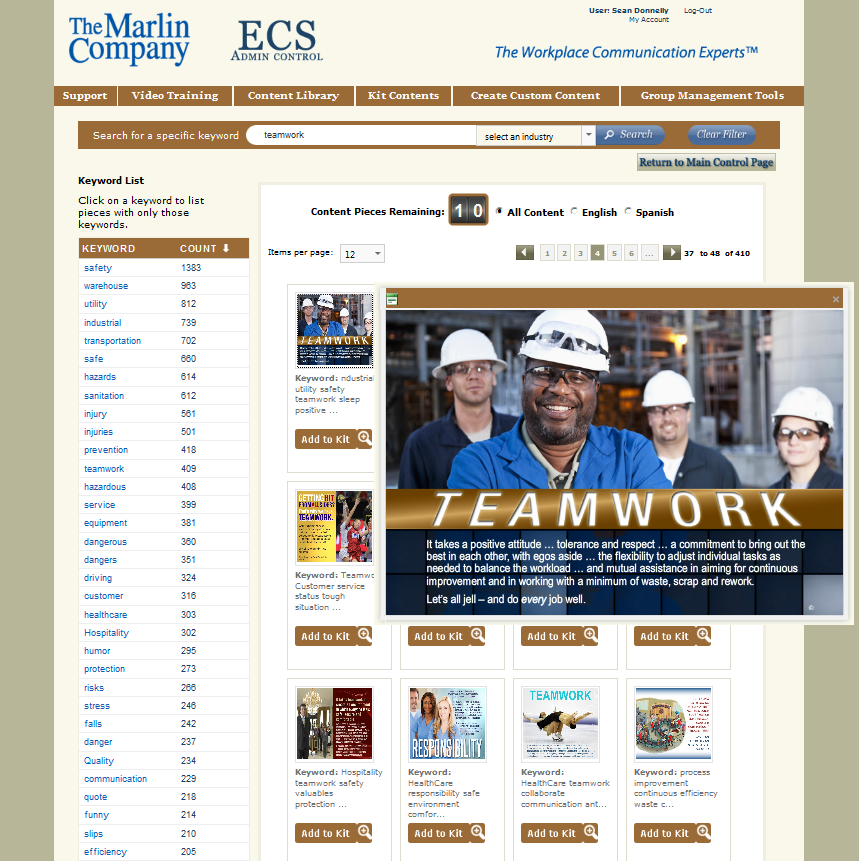 The Marlin
Company
ECS
ADMIN CONTROL
User: Sean Donnelly
Log-Out
My Account
The Workplace Communication Experts™
Support
Video Training
Content Library
Kit Contents
Create Custom Content
Group Management Tools
Search for a specific keyword
teamwork
select an industry
Search
Clear Filter
Return to Main Control Page
Keyword List
Click on a keyword to list
pieces with only those
keywords.
KEYWORD COUNT
safety 1383
warehouse 963
utility 812
industrial 739
transportation 702
safe 660
hazards 614
sanitation 612
injury 561
injuries 501
prevention 418
teamwork 409
hazardous 408
service 399
equipment 381
dangerous 360
dangers 351
driving 324
customer 316
healthcare 303
Hospitality 302
humor 295
protection 273
risks 266
stress 246
falls 242
danger 237
Quality 234
communication 229
quote 218
funny 214
slips 210
efficiency 205
Content Pieces Remaining: 10 All Content English Spanish
Items per page: 12
1 2 3 4 5 6 ... 37 to 48 of 410
TEAMWORK
Keyword: ndustrial
utility safety
teamwork sleep
positive ...
Add to Kit
TEAMWORK
It takes a positive attitude ... tolerance and respect ... a commitment to bring out the
best in each other, with egos aside ... the flexibility to adjust individual tasks as
needed to balance the workload ... and mutual assistance in aiming for continuous
improvement and in working with a minimum of waste, scrap and rework.
Let's all jell – and do every job well.
©
GETTING HIT
TEAMWORK.
Keyword: Teamwo
Customer service
status tough
situation ...
Add to Kit
Add to Kit
Add to Kit
Add to Kit
Keyword: Hospitality
teamwork safety
valuables
protection ...
Add to Kit
RESPONSIBILITY
Keyword:
HealthCare
responsibility safe
environment
comfor...
Add to Kit
TEAMWORK
Keyword:
HealthCare teamwork
collaborate
communication ant...
Add to Kit
Keyword: process
improvement
continuous efficiency
waste c...
Add to Kit